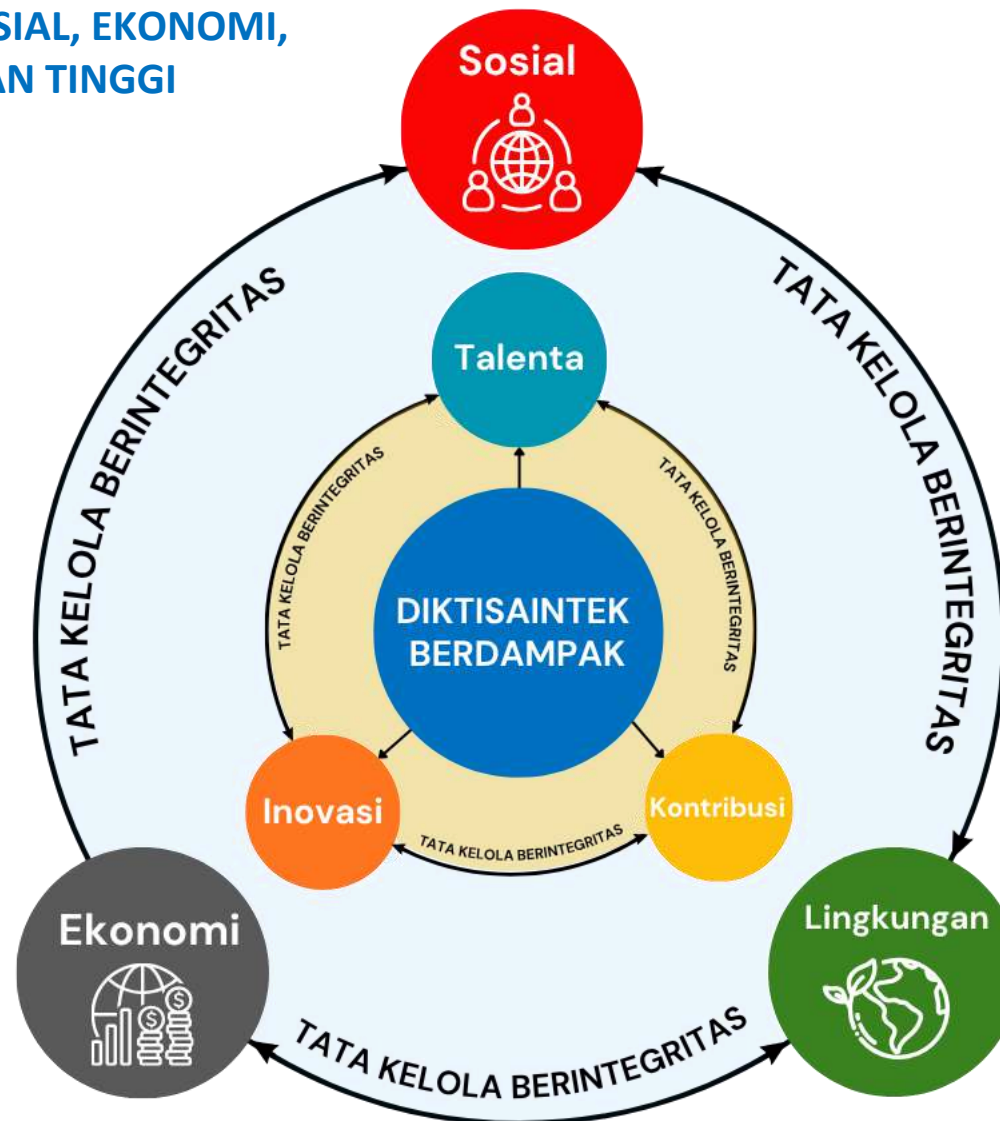 SIAL, EKONOMI,
AN TINGGI
Sosial
TATA KELOLA BERINTEGRITAS
TATA KELOLA BERINTEGRITAS
Talenta
TATA KELOLA BERINTEGRITAS
TATA KELOLA BERINTEGRITAS
DIKTISAINTEK
BERDAMPAK
Inovasi
Kontribusi
TATA KELOLA BERINTEGRITAS
Ekonomi
Lingkungan
TATA KELOLA BERINTEGRITAS